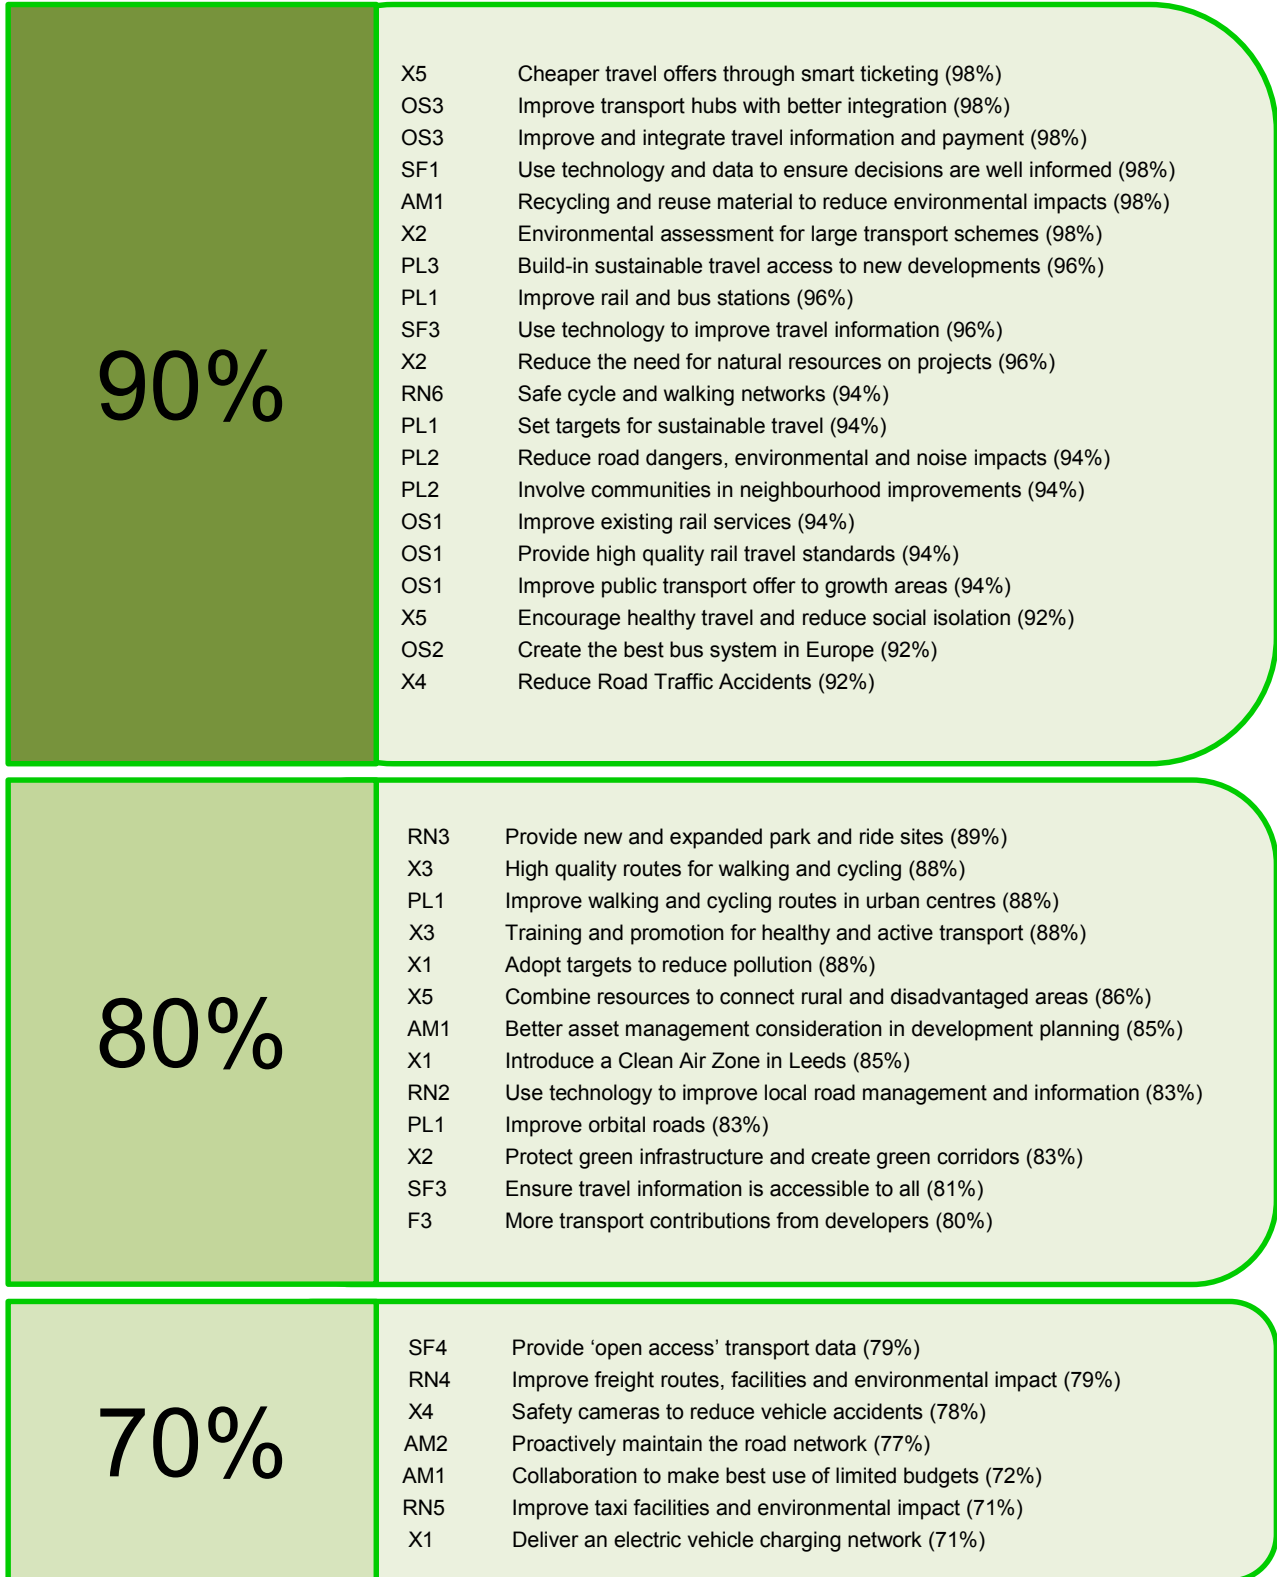 90%
X5 Cheaper travel offers through smart ticketing (98%)
OS3 Improve transport hubs with better integration (98%)
OS3 Improve and integrate travel information and payment (98%)
SF1 Use technology and data to ensure decisions are well informed (98%)
AM1 Recycling and reuse material to reduce environmental impacts (98%)
X2 Environmental assessment for large transport schemes (98%)
PL3 Build-in sustainable travel access to new developments (96%)
PL1 Improve rail and bus stations (96%)
SF3 Use technology to improve travel information (96%)
X2 Reduce the need for natural resources on projects (96%)
RN6 Safe cycle and walking networks (94%)
PL1 Set targets for sustainable travel (94%)
PL2 Reduce road dangers, environmental and noise impacts (94%)
PL2 Involve communities in neighbourhood improvements (94%)
OS1 Improve existing rail services (94%)
OS1 Provide high quality rail travel standards (94%)
OS1 Improve public transport offer to growth areas (94%)
X5 Encourage healthy travel and reduce social isolation (92%)
OS2 Create the best bus system in Europe (92%)
X4 Reduce Road Traffic Accidents (92%)
80%
RN3 Provide new and expanded park and ride sites (89%)
X3 High quality routes for walking and cycling (88%)
PL1 Improve walking and cycling routes in urban centres (88%)
X3 Training and promotion for healthy and active transport (88%)
X1 Adopt targets to reduce pollution (88%)
X5 Combine resources to connect rural and disadvantaged areas (86%)
AM1 Better asset management consideration in development planning (85%)
X1 Introduce a Clean Air Zone in Leeds (85%)
RN2 Use technology to improve local road management and information (83%)
PL1 Improve orbital roads (83%)
X2 Protect green infrastructure and create green corridors (83%)
SF3 Ensure travel information is accessible to all (81%)
F3 More transport contributions from developers (80%)
70%
SF4 Provide ‘open access’ transport data (79%)
RN4 Improve freight routes, facilities and environmental impact (79%)
X4 Safety cameras to reduce vehicle accidents (78%)
AM2 Proactively maintain the road network (77%)
AM1 Collaboration to make best use of limited budgets (72%)
RN5 Improve taxi facilities and environmental impact (71%)
X1 Deliver an electric vehicle charging network (71%)